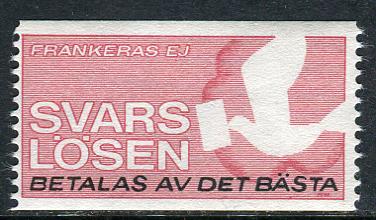 FRANKERAS EJ
SVARS
LÖSEN
BETALAS AV DET BÄSTA